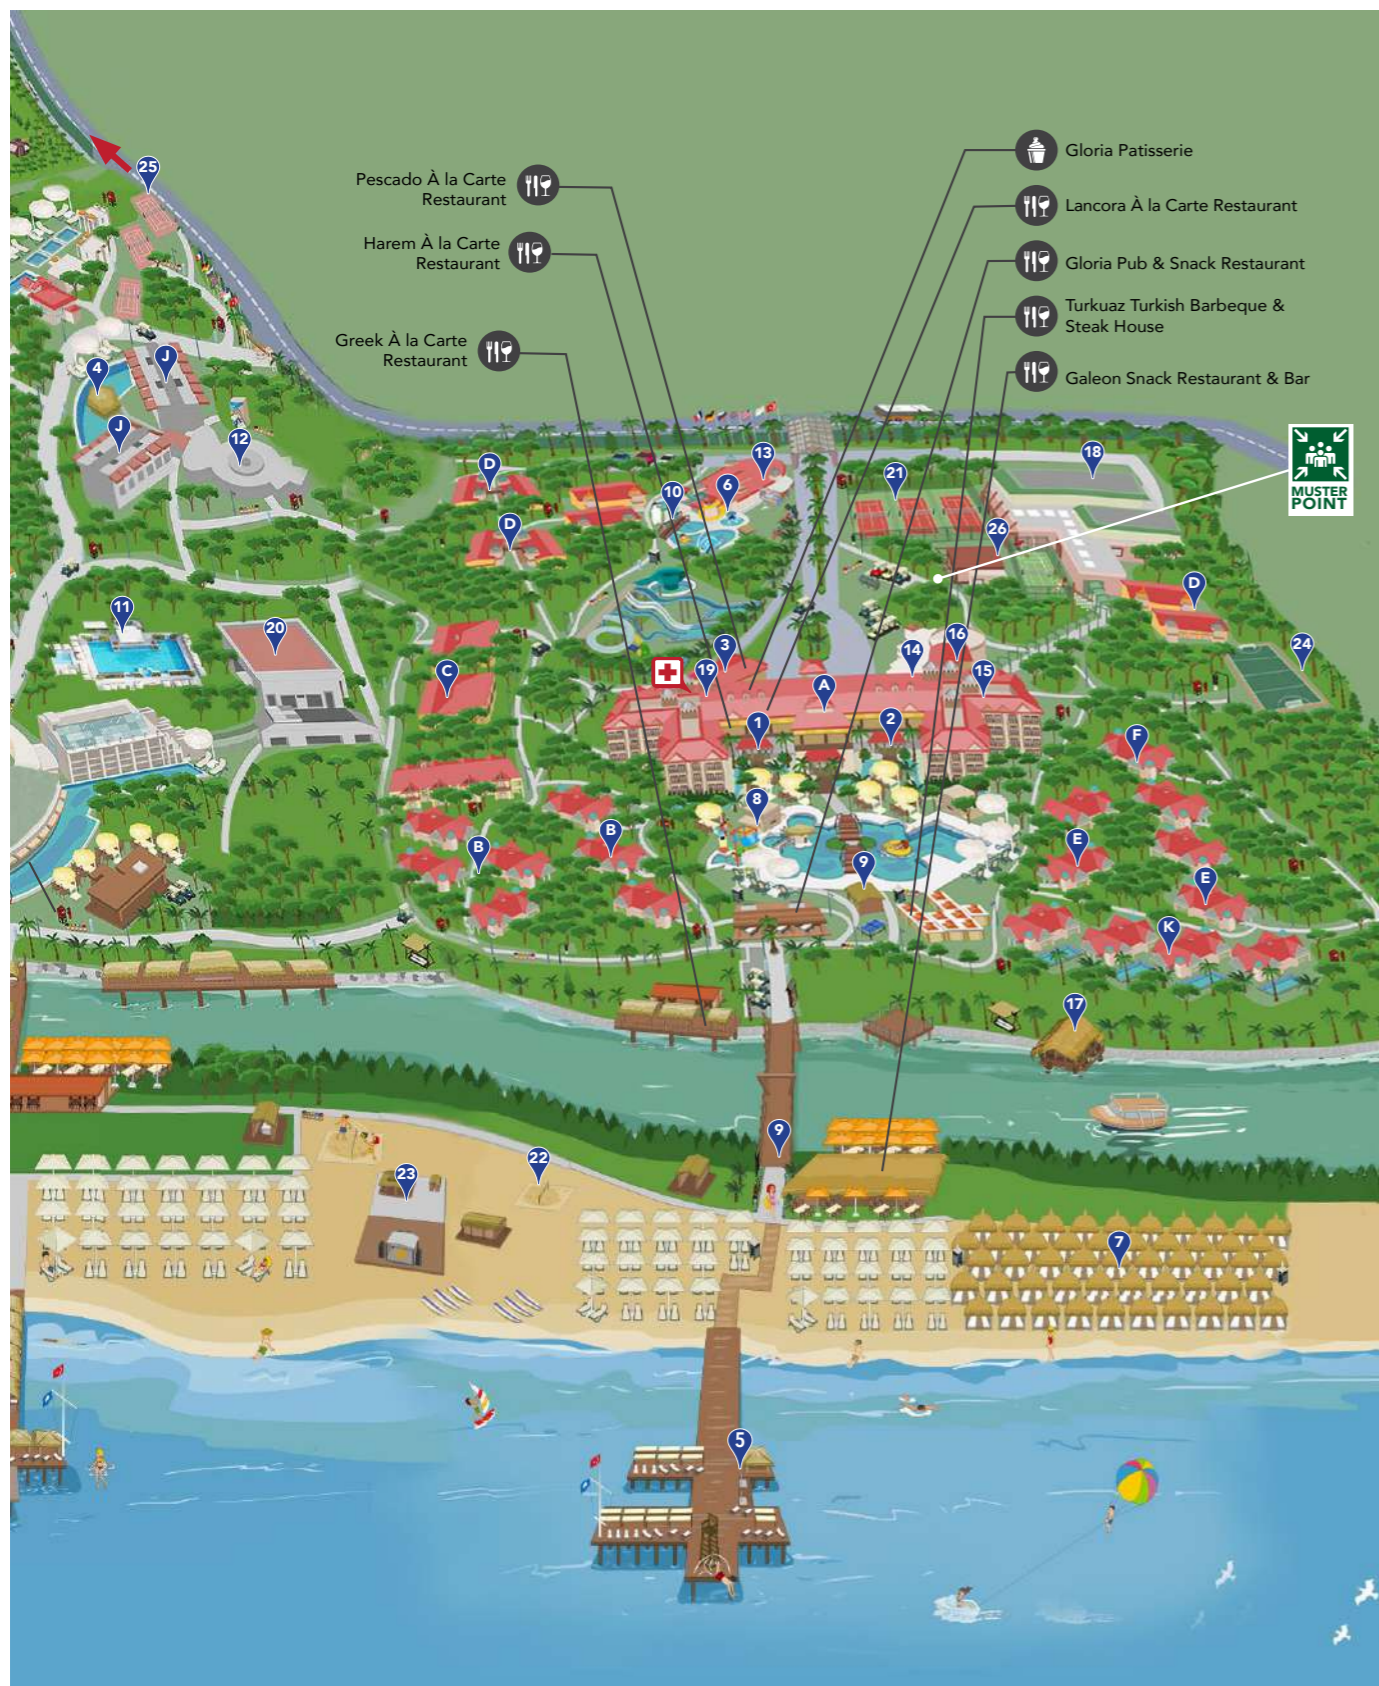 Gloria Patisserie
Pescado À la Carte
Restaurant
Lancora À la Carte Restaurant
Harem À la Carte
Restaurant
Gloria Pub & Snack Restaurant
Turkuaz Turkish Barbeque &
Steak House
Greek À la Carte
Restaurant
Galeon Snack Restaurant & Bar
MUSTER
POINT
25
J
4
J
12
D
D
10
6
13
21
18
26
D
11
20
C
3
19
14
16
15
24
A
1
2
F
8
B
B
9
E
E
K
17
9
22
23
7
5